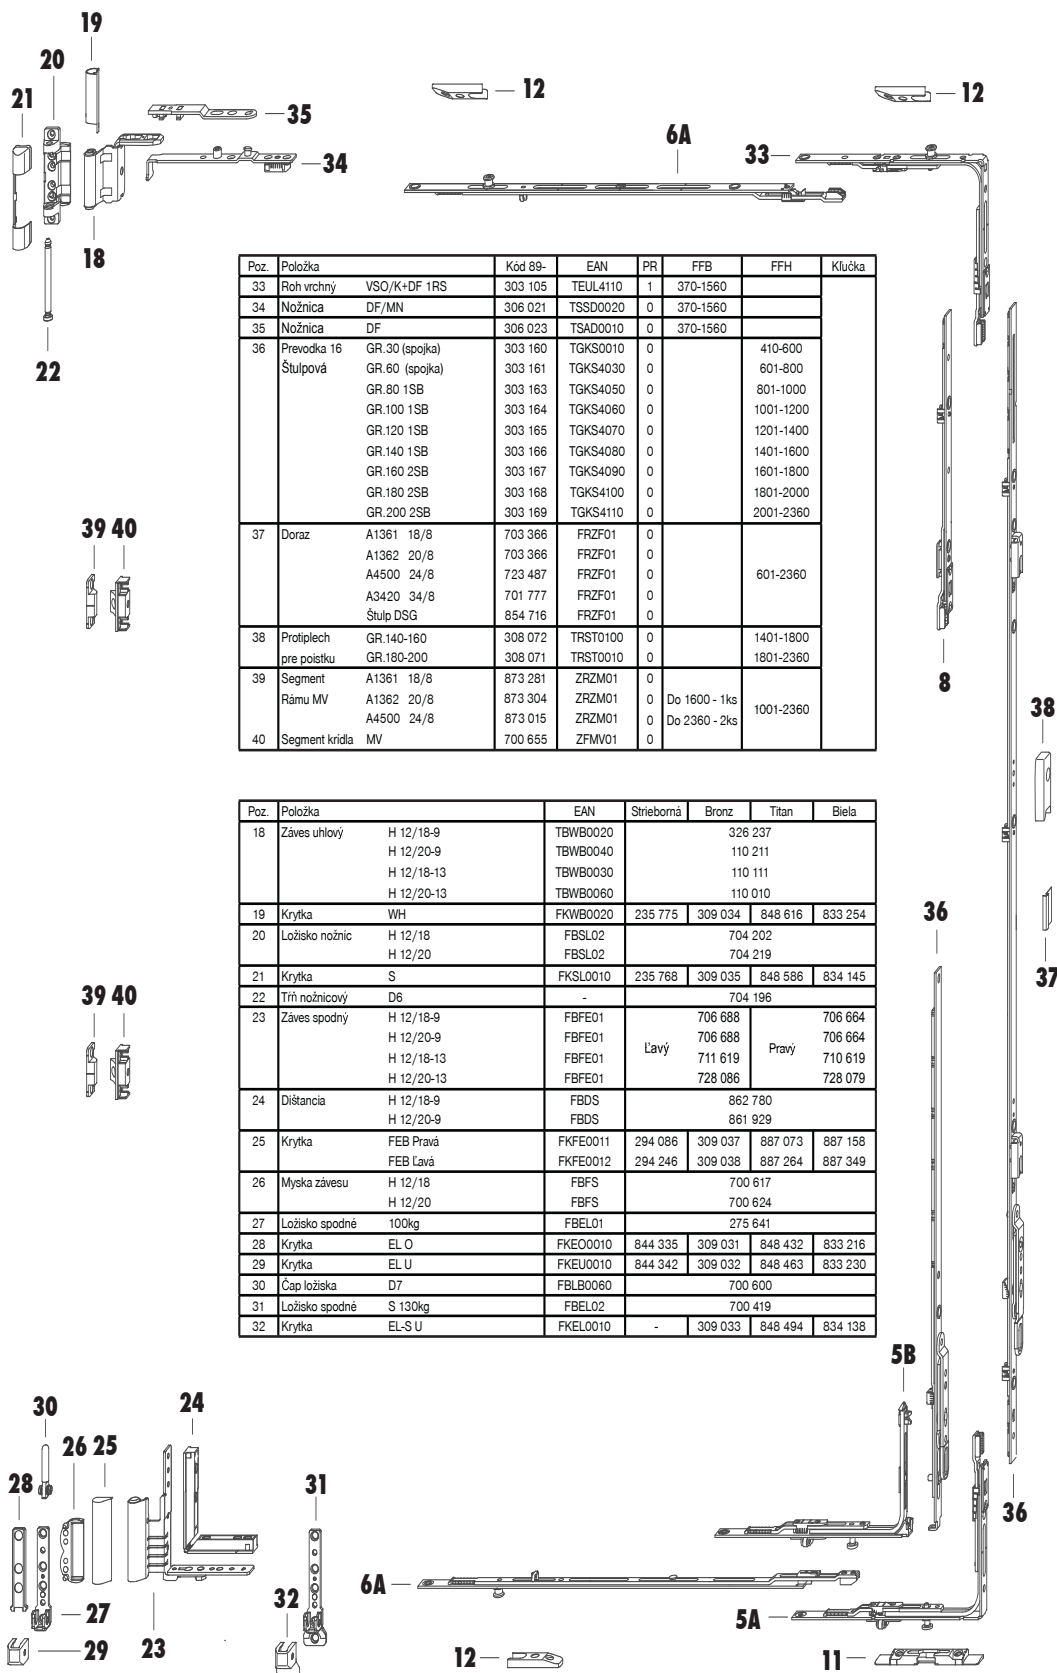 19
20
12
12
21
35
6A
33
34
18
22
Poz. Položka Kód 89- EAN PR FFB FFH Kľučka
33 Roh vrchný VSO/K+DF 1RS 303 105 TEUL4110 1 370-1560
34 Nožnica DF/MN 306 021 TSSD0020 0 370-1560
35 Nožnica DF 306 023 TSAD0010 0 370-1560
36 Prevodka 16 GR.30 (spojka) 303 160 TGKS0010 0 410-600
Štulpová GR.60 (spojka) 303 161 TGKS4030 0 601-800
GR.80 1SB 303 163 TGKS4050 0 801-1000
GR.100 1SB 303 164 TGKS4060 0 1001-1200
GR.120 1SB 303 165 TGKS4070 0 1201-1400
GR.140 1SB 303 166 TGKS4080 0 1401-1600
GR.160 2SB 303 167 TGKS4090 0 1601-1800
GR.180 2SB 303 168 TGKS4100 0 1801-2000
GR.200 2SB 303 169 TGKS4110 0 2001-2360
37 Doraz A1361 18/8 703 366 FRZF01 0
A1362 20/8 703 366 FRZF01 0
A4500 24/8 723 487 FRZF01 0 601-2360
A3420 34/8 701 777 FRZF01 0
Štulp DSG 854 716 FRZF01 0
38 Protiplech GR.140-160 308 072 TRST0100 0 1401-1800
pre poistku GR.180-200 308 071 TRST0010 0 1801-2360
39 Segment A1361 18/8 873 281 ZRZM01 0
Rámu MV A1362 20/8 873 304 ZRZM01 0 Do 1600 - 1ks 1001-2360
A4500 24/8 873 015 ZRZM01 0 Do 2360 - 2ks
40 Segment krídla MV 700 655 ZFMV01 0
39 40
8
38
Poz. Položka EAN Strieborná Bronz Titan Biela
18 Záves uhlový H 12/18-9 TBWB0020 326 237
H 12/20-9 TBWB0040 110 211
H 12/18-13 TBWB0030 110 111
H 12/20-13 TBWB0060 110 010
19 Krytka WH FKWB0020 235 775 309 034 848 616 833 254
20 Ložisko nožnic H 12/18 FBSL02 704 202
H 12/20 FBSL02 704 219
21 Krytka S FKSL0010 235 768 309 035 848 586 834 145
22 Tŕň nožnicový D6 - 704 196
23 Záves spodný H 12/18-9 FBFE01 706 688 706 664
H 12/20-9 FBFE01 Ľavý 706 688 Pravý 706 664
H 12/18-13 FBFE01 711 619 710 619
H 12/20-13 FBFE01 728 086 728 079
24 Dištancia H 12/18-9 FBDS 862 780
H 12/20-9 FBDS 861 929
25 Krytka FEB Pravá FKFE0011 294 086 309 037 887 073 887 158
FEB Ľavá FKFE0012 294 246 309 038 887 264 887 349
26 Myska závesu H 12/18 FBFS 700 617
H 12/20 FBFS 700 624
27 Ložisko spodné 100kg FBEL01 275 641
28 Krytka EL O FKEO0010 844 335 309 031 848 432 833 216
29 Krytka EL U FKEU0010 844 342 309 032 848 463 833 230
30 Čap ložiska D7 FBLB0060 700 600
31 Ložisko spodné S 130kg FBEL02 700 419
32 Krytka EL-S U FKEL0010 - 309 033 848 494 834 138
36
37
39 40
5B
30
24
26 25
28
31
36
27
23
32
6A
5A
29
12
11